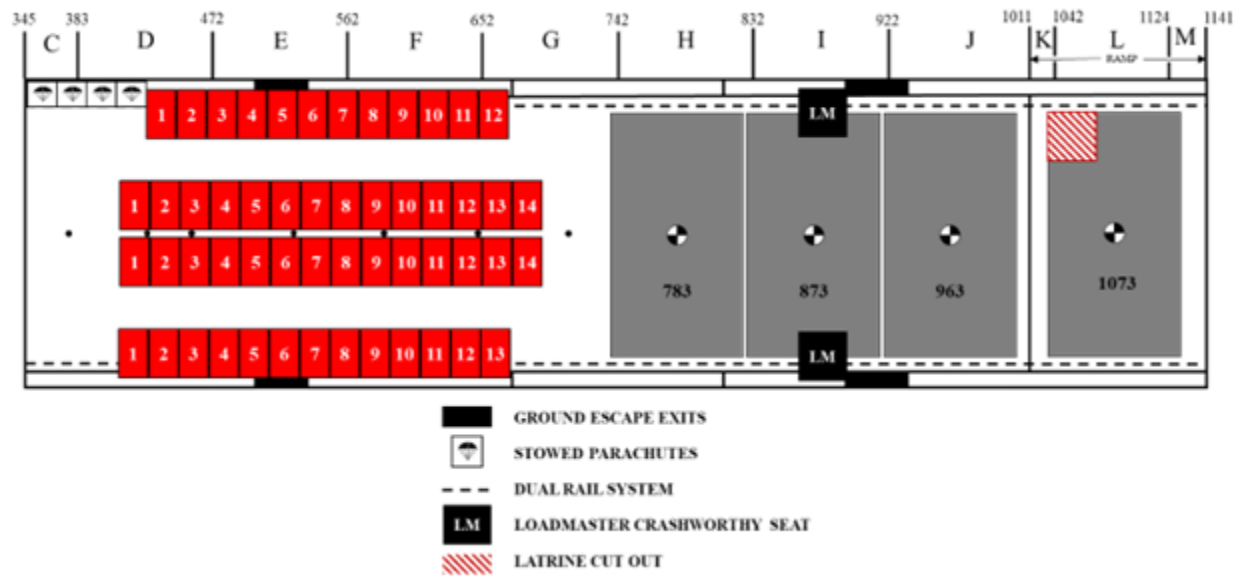 345 383 472 562 652 742 832 922 1011 1042 1124 1141
C D E F G H I J K L M
RAMP
1 2 3 4 5 6 7 8 9 10 11 12
LM
1 2 3 4 5 6 7 8 9 10 11 12 13 14
1 2 3 4 5 6 7 8 9 10 11 12 13 14
783 873 963 1073
1 2 3 4 5 6 7 8 9 10 11 12 13
LM
GROUND ESCAPE EXITS
STOWED PARACHUTES
DUAL RAIL SYSTEM
LM LOADMASTER CRASHWORTHY SEAT
LATRINE CUT OUT